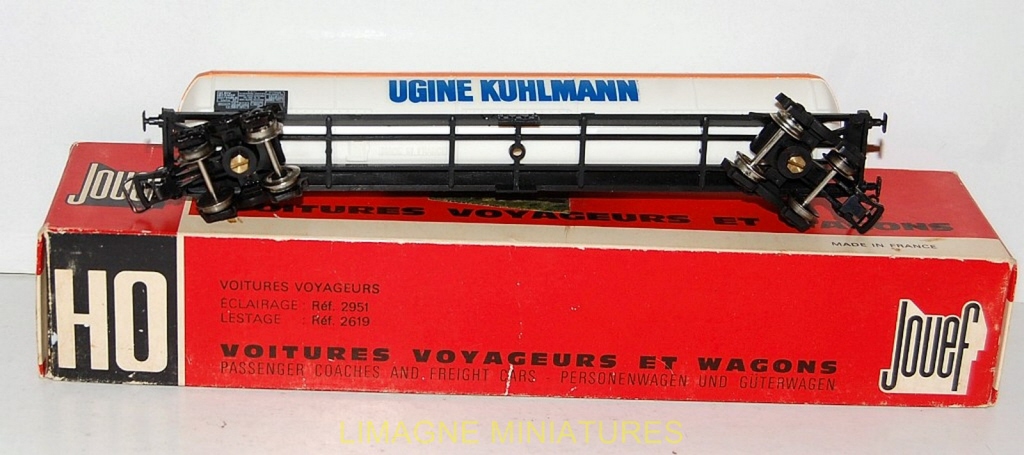 UGINE KUHLMANN
Jouef
VOITURES VOYAGEURS ET WAGONS
MADE IN FRANCE
HO
VOITURES VOYAGEURS
ÉCLAIRAGE : Réf. 2951
LESTAGE : Réf. 2619
VOITURES VOYAGEURS ET WAGONS
PASSENGER COACHES AND FREIGHT CARS - PERSONENWAGEN UND GÜTERWAGEN
Jouef
LIMAGNE MINIATURES